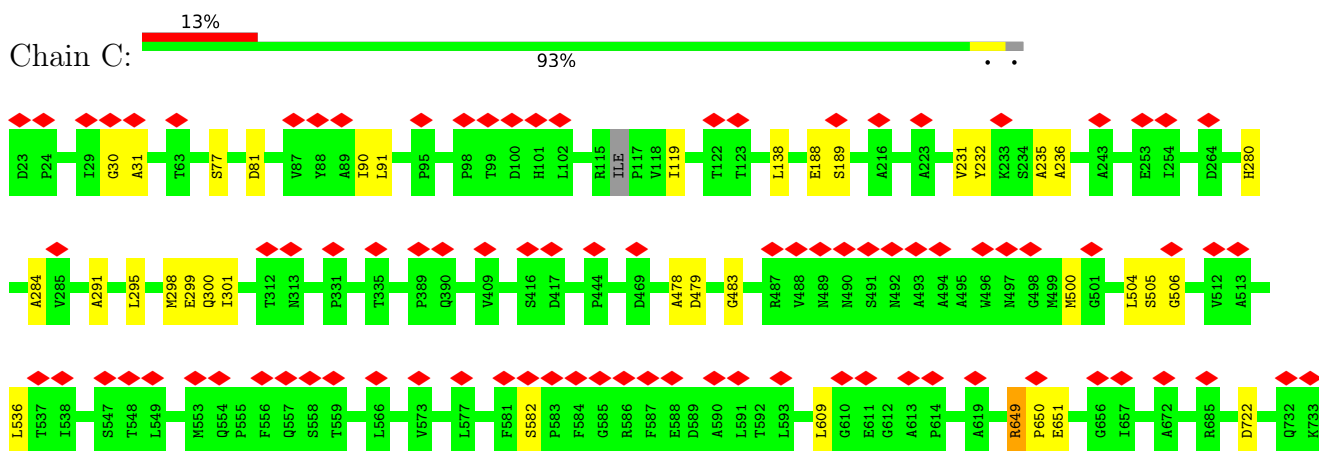 13%
Chain C:
93%
• •
D23 P24 I29 G30 A31 T63 S77 D81 V87 Y88 A89 I90 L91 P95 P98 T99 D100 H101 L102 R115 ILE P117 V118 I119 T122 T123 L138 E188 S189 A216 A223 V231 Y232 K233 S234 A235 A236 A243 E253 I254 D264 H280
A284 V285 A291 L295 M298 E299 Q300 I301 T312 N313 P331 T335 P389 Q390 V409 S416 D417 P444 D469 A478 D479 G483 R487 V488 N489 N490 S491 N492 A493 A494 A495 W496 N497 G498 M499 M500 G501 L504 S505 G506 V512 A513
L536 T537 I538 S547 T548 L549 M553 Q554 P555 F556 Q557 S558 T559 L566 V573 L577 F581 S582 P583 F584 G585 R586 F587 E588 D589 A590 L591 T592 L593 L609 G610 E611 G612 A613 P614 A619 R649 P650 E651 G656 I657 A672 R685 D722 Q732 K733